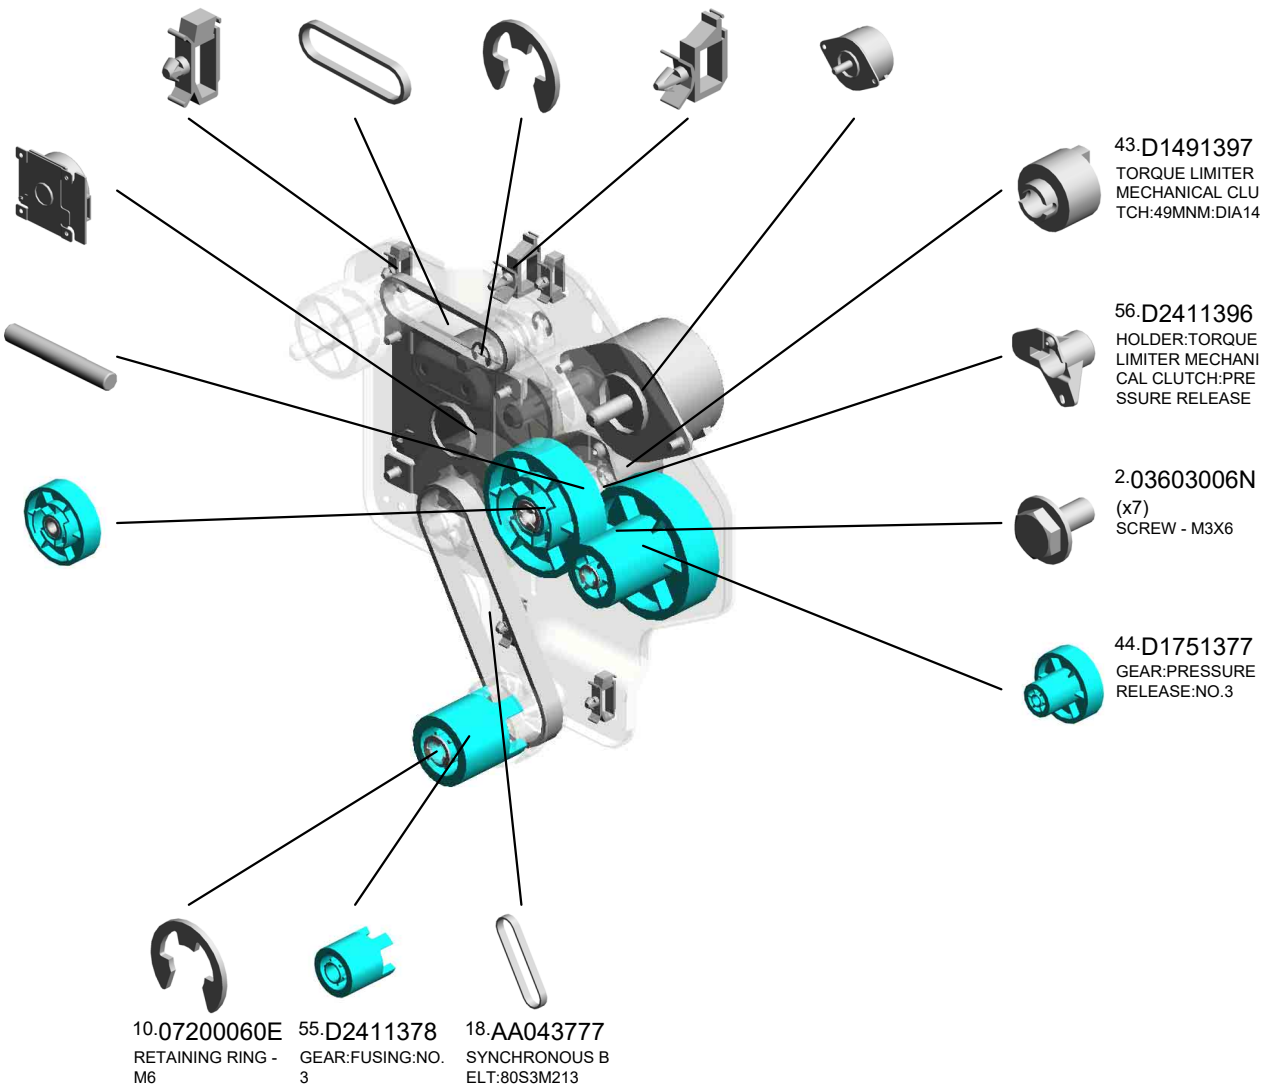 43.D1491397
TORQUE LIMITER
MECHANICAL CLU
TCH:49MNM:DIA14
56.D2411396
HOLDER:TORQUE
LIMITER MECHANI
CAL CLUTCH:PRE
SSURE RELEASE
2.03603006N
(x7)
SCREW - M3X6
44.D1751377
GEAR:PRESSURE
RELEASE:NO.3
10.07200060E
RETAINING RING -
M6
55.D2411378
GEAR:FUSING:NO.
3
18.AA043777
SYNCHRONOUS B
ELT:80S3M213